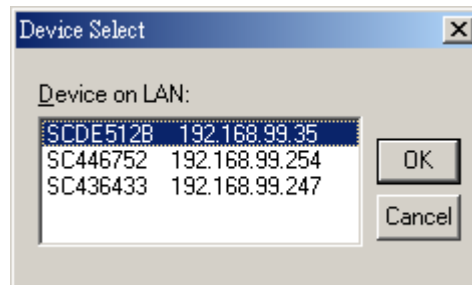 Device Select
Device on LAN:
SCDE512B 192.168.99.35
SC446752 192.168.99.254
SC436433 192.168.99.247
OK
Cancel